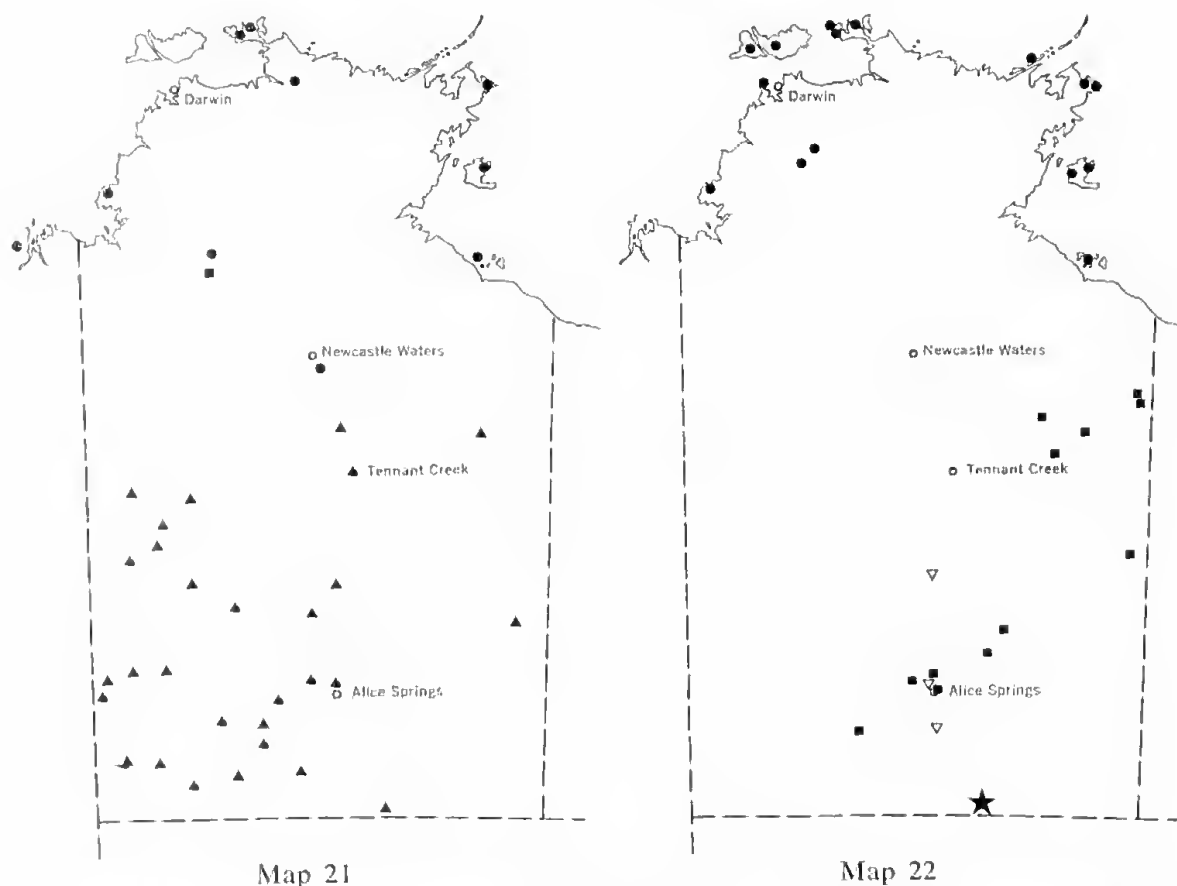 Darwin
Newcastle Waters
Tennant Creek
Alice Springs
Map 21
Darwin
Newcastle Waters
Tennant Creek
Alice Springs
Map 22